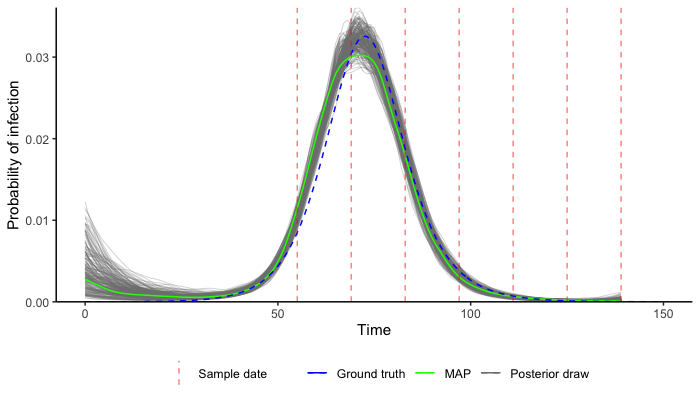 Probability of infection
0.03
0.02
0.01
0.00
0 50 100 150
Time
Sample date Ground truth MAP Posterior draw